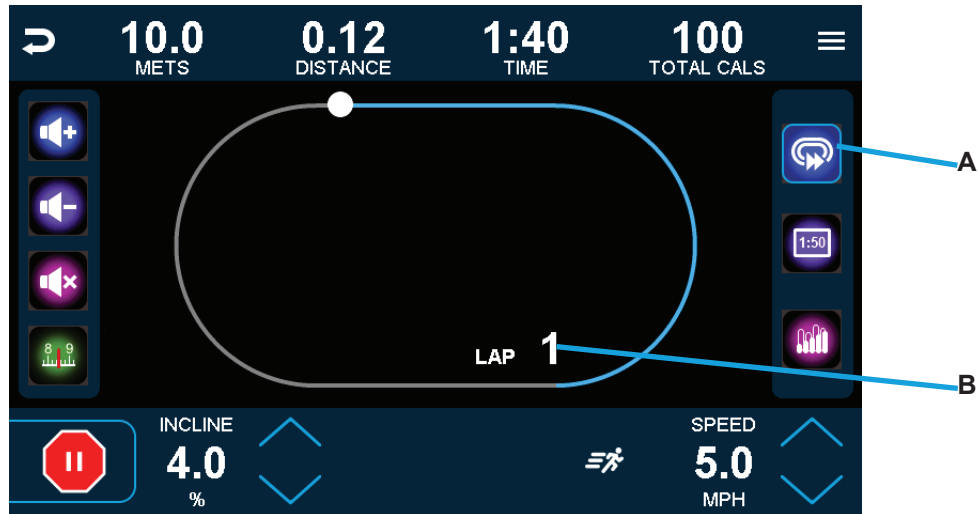 10.0 0.12 1:40 100
METS DISTANCE TIME TOTAL CALS
A
1:50
8 9
LAP 1
B
INCLINE SPEED
4.0 5.0
% MPH